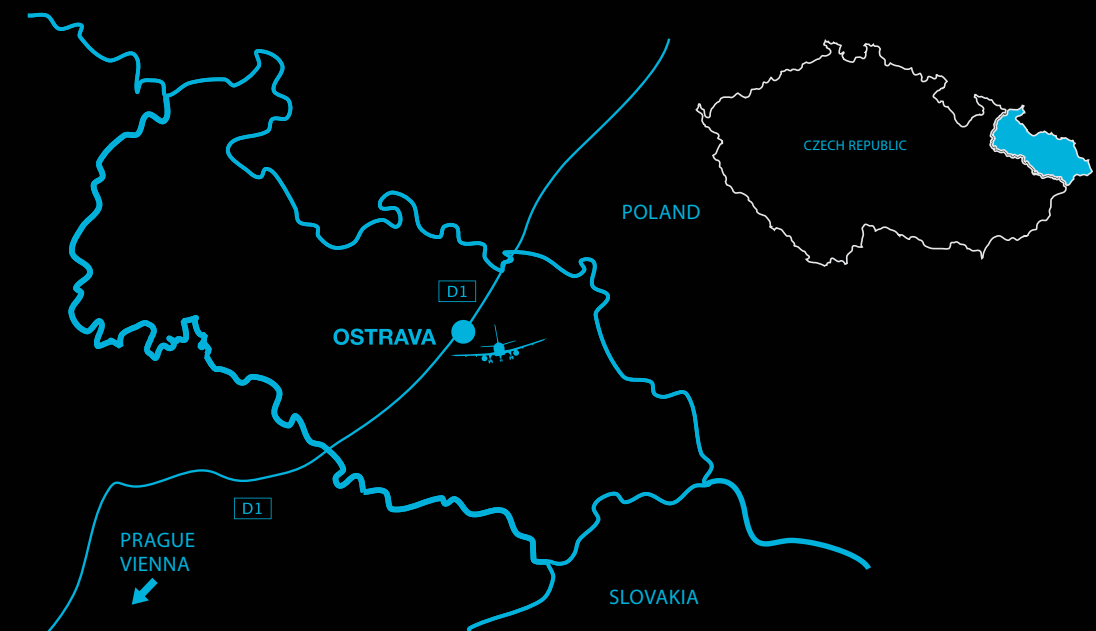 CZECH REPUBLIC
POLAND
D1
OSTRAVA
D1
PRAGUE
VIENNA
SLOVAKIA